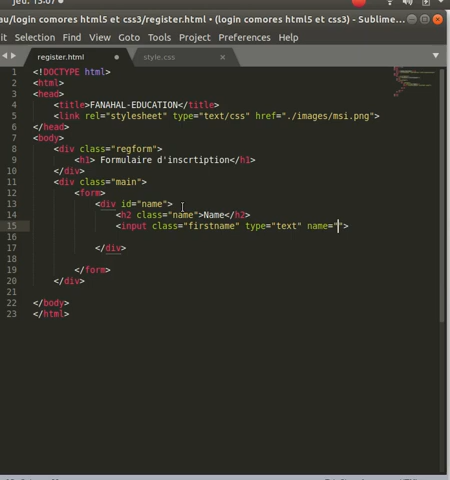 jeu. 13:07
au/login comores html5 et css3/register.html • (login comores html5 et css3) - Sublime...
it Selection Find View Goto Tools Project Preferences Help
register.html style.css
1 <!DOCTYPE html>
2 <html>
3 <head>
4 <title>FANAHAL-EDUCATION</title>
5 <link rel="stylesheet" type="text/css" href="./images/msi.png">
6 </head>
7 <body>
8 <div class="regform">
9 <h1> Formulaire d'inscrtiption</h1>
10 </div>
11 <div class="main">
12 <form>
13 <div id="name">
14 <h2 class="name">Name</h2>
15 <input class="firstname" type="text" name="">
16
17 </div>
18
19 </form>
20 </div>
21
22 </body>
23 </html>